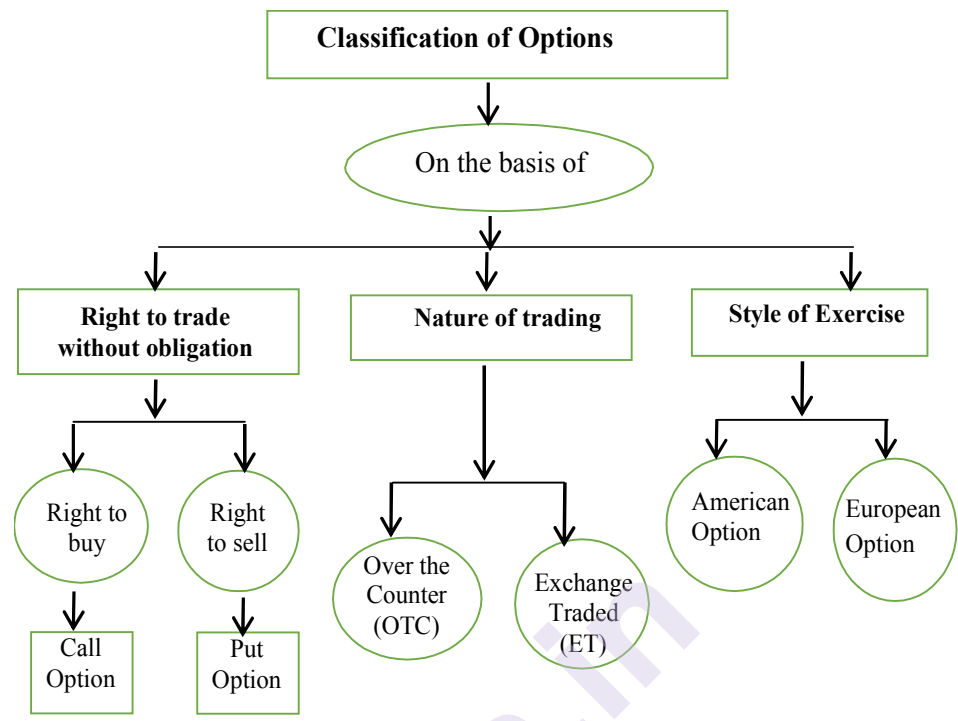 Classification of Options
On the basis of
Right to trade
without obligation
Nature of trading
Style of Exercise
Right to
buy
Right
to sell
Over the
Counter
(OTC)
Exchange
Traded
(ET)
American
Option
European
Option
Call
Option
Put
Option